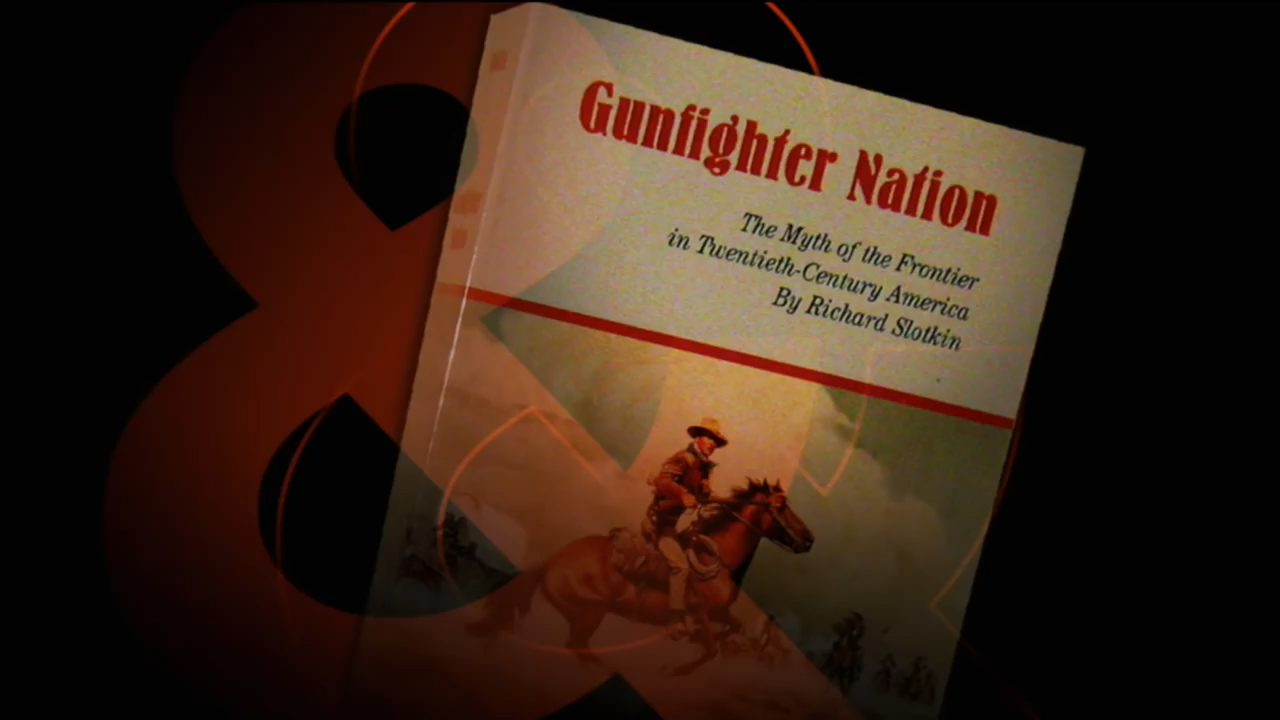 Gunfighter Nation
The Myth of the Frontier
in Twentieth-Century America
By Richard Slotkin
&